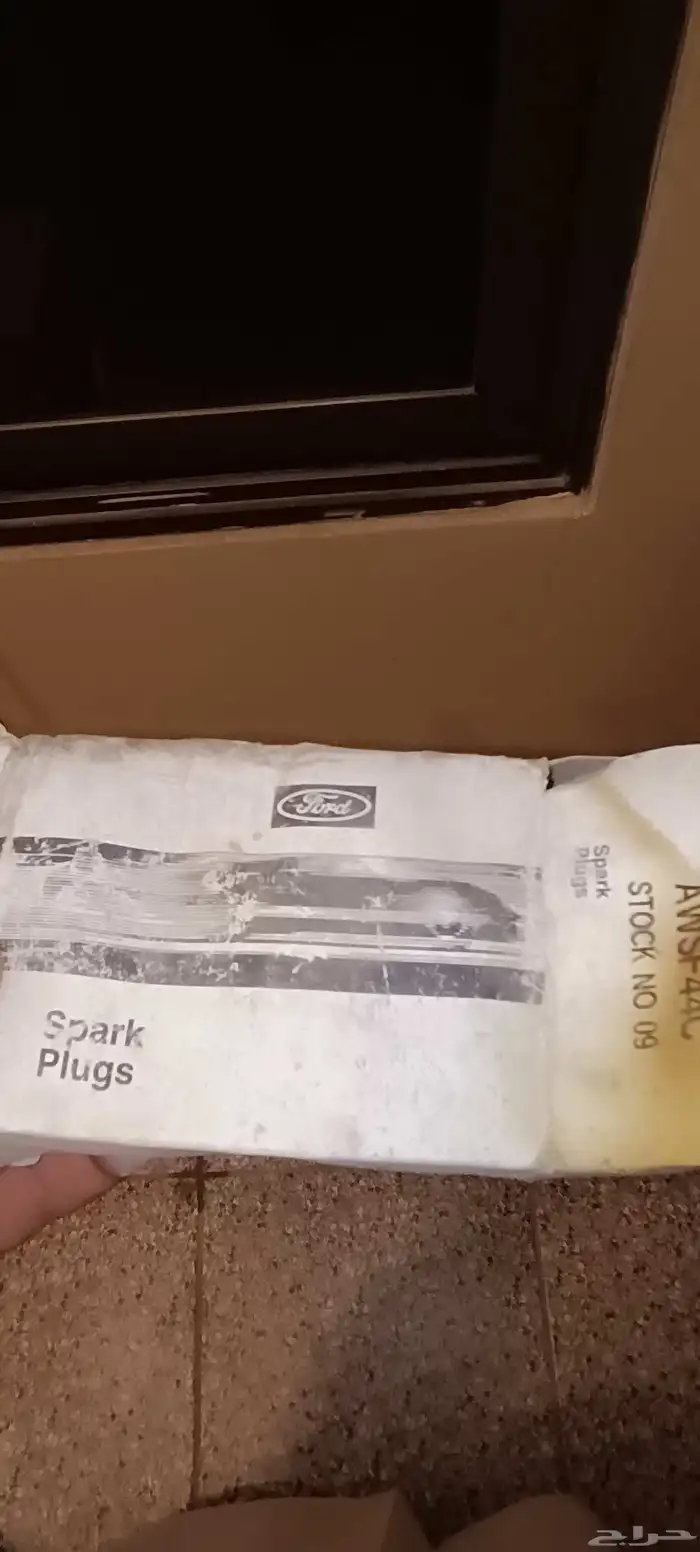 Ford
Spark
Plugs
Spark
Plugs
STOCK NO 09
AWSF44C
حراج